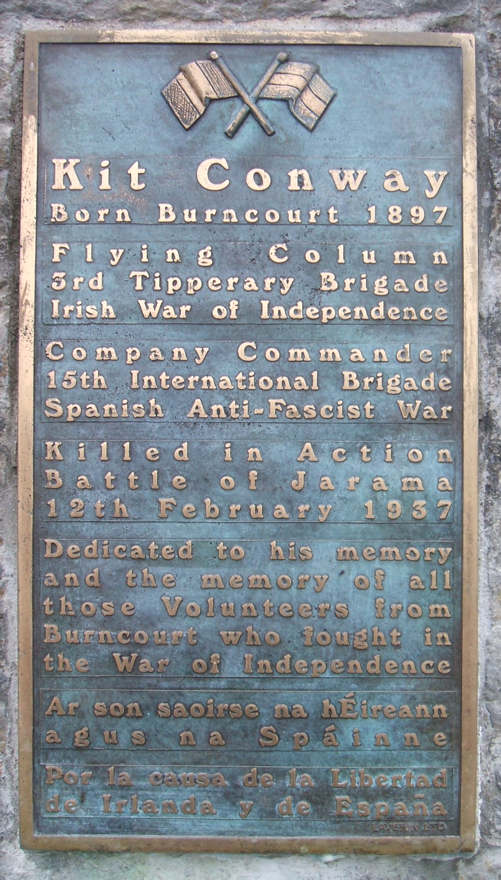 Kit Conway
Born Burncourt 1897
Flying Column
3rd Tipperary Brigade
Irish War of Independence
Company Commander
15th International Brigade
Spanish Anti-Fascist War
Killed in Action
Battle of Jarama
12th February 1937
Dedicated to his memory
and the memory of all
those Volunteers from
Burncourt who fought in
the War of Independence
Ar son saoirse na hÉireann
agus na Spáinne
Por la causa de la Libertad
de Irlanda y de España